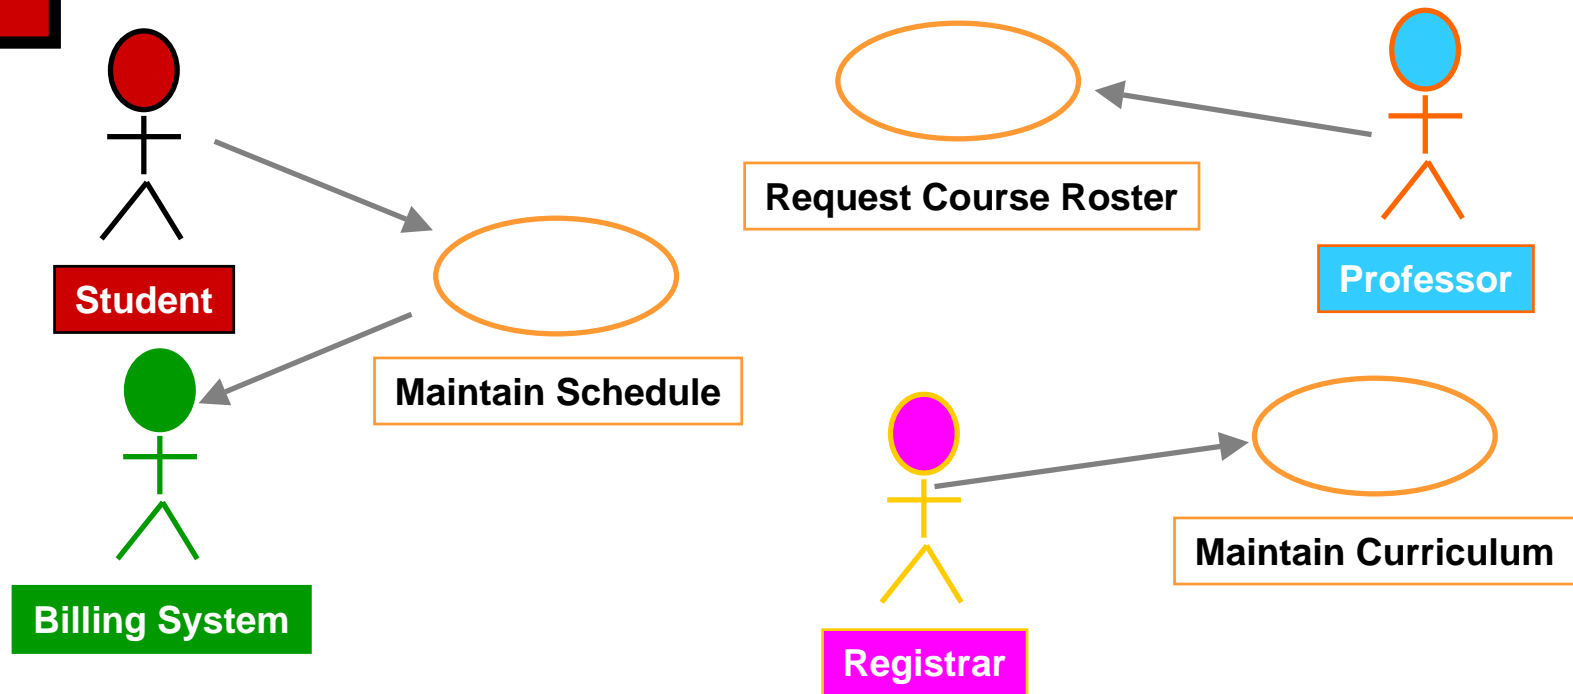 Request Course Roster
Student
Professor
Maintain Schedule
Maintain Curriculum
Billing System
Registrar